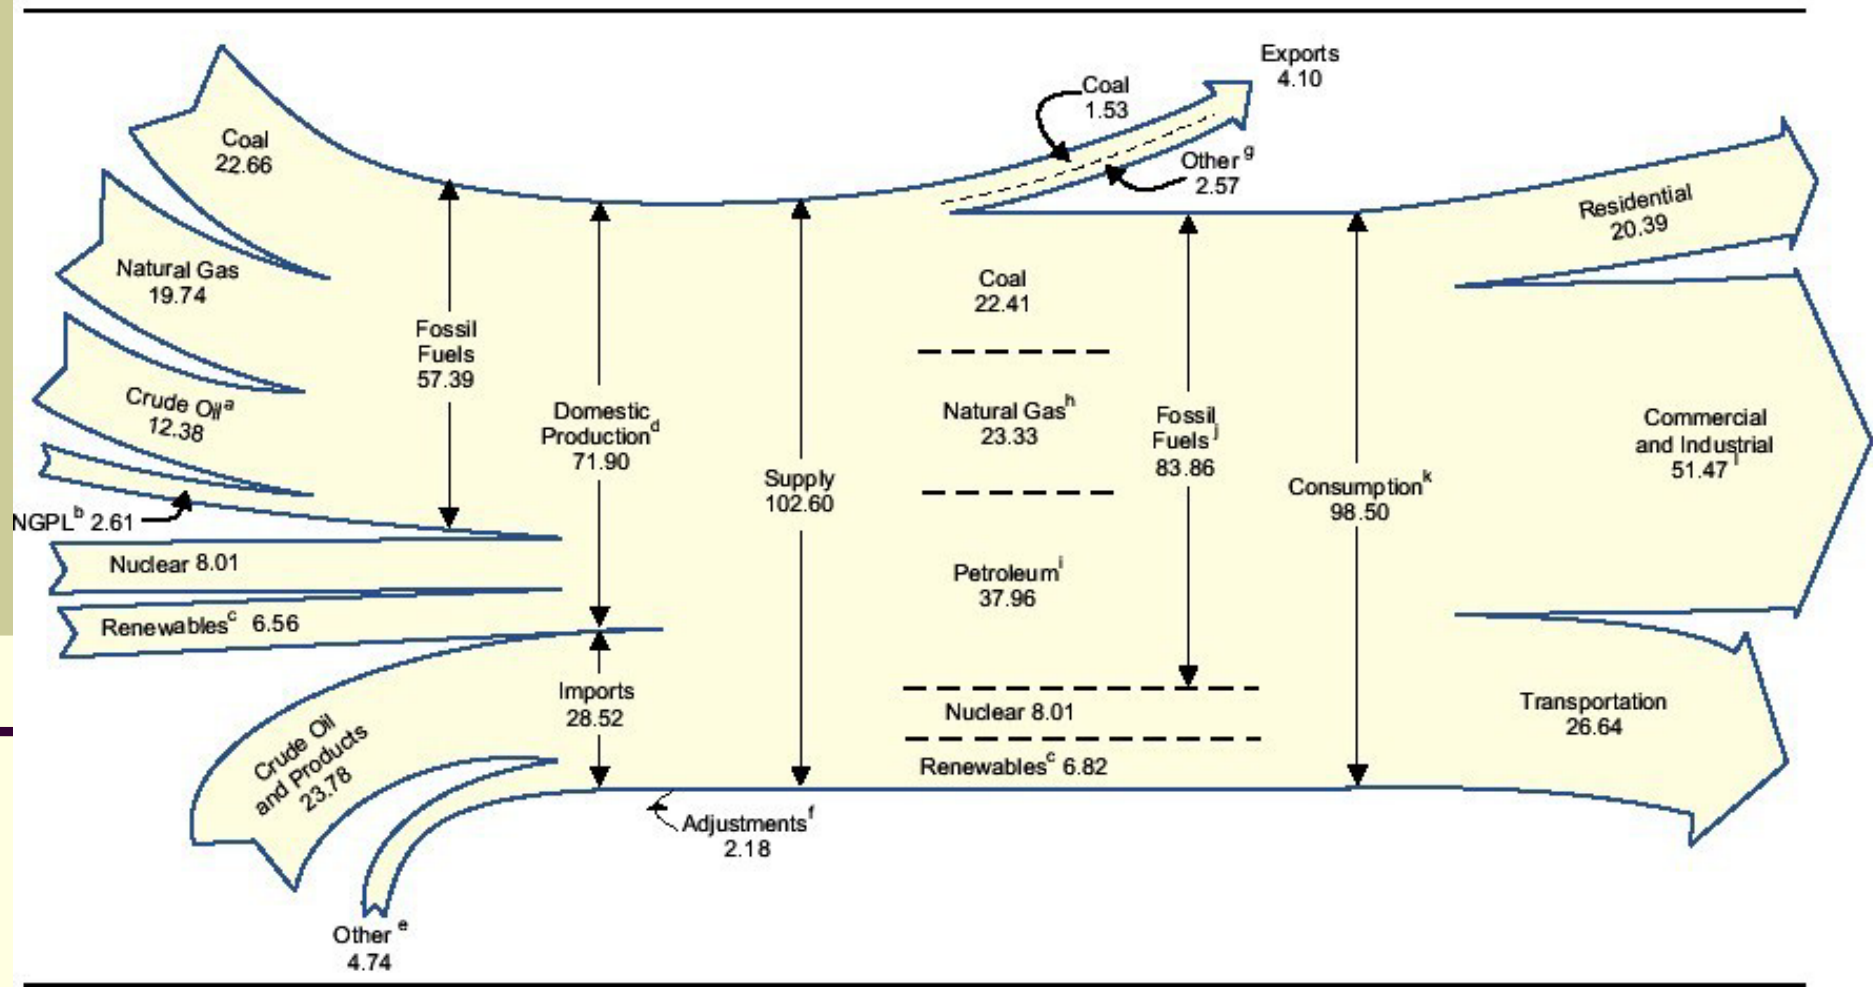 Coal
22.66
Natural Gas
19.74
Crude Oil a
12.38
NGPL b 2.61
Nuclear 8.01
Renewables c 6.56
Crude Oil
and Products
23.78
Other e
4.74
Fossil
Fuels
57.39
Domestic
Production d
71.90
Imports
28.52
Adjustments f
2.18
Supply
102.60
Coal
1.53
Other g
2.57
Exports
4.10
Coal
22.41
Natural Gas h
23.33
Petroleum i
37.96
Nuclear 8.01
Renewables c 6.82
Fossil
Fuels j
83.86
Consumption k
98.50
Residential
20.39
Commercial
and Industrial
51.47 l
Transportation
26.64